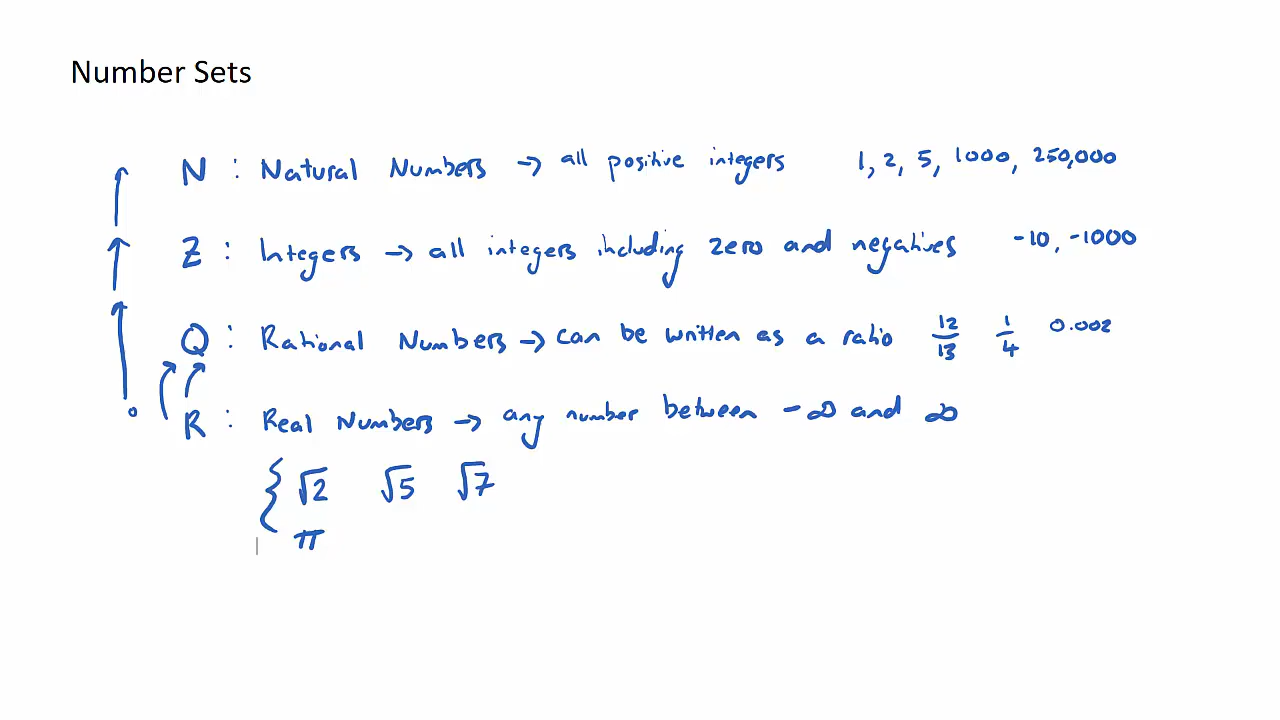 Number Sets
N : Natural Numbers → all positive integers 1, 2, 5, 1000, 250,000
Z : Integers → all integers including zero and negatives -10, -1000
Q : Rational Numbers → can be written as a ratio 12/13 1/4 0.002
R : Real Numbers → any number between -∞ and ∞
{ √2 √5 √7
π